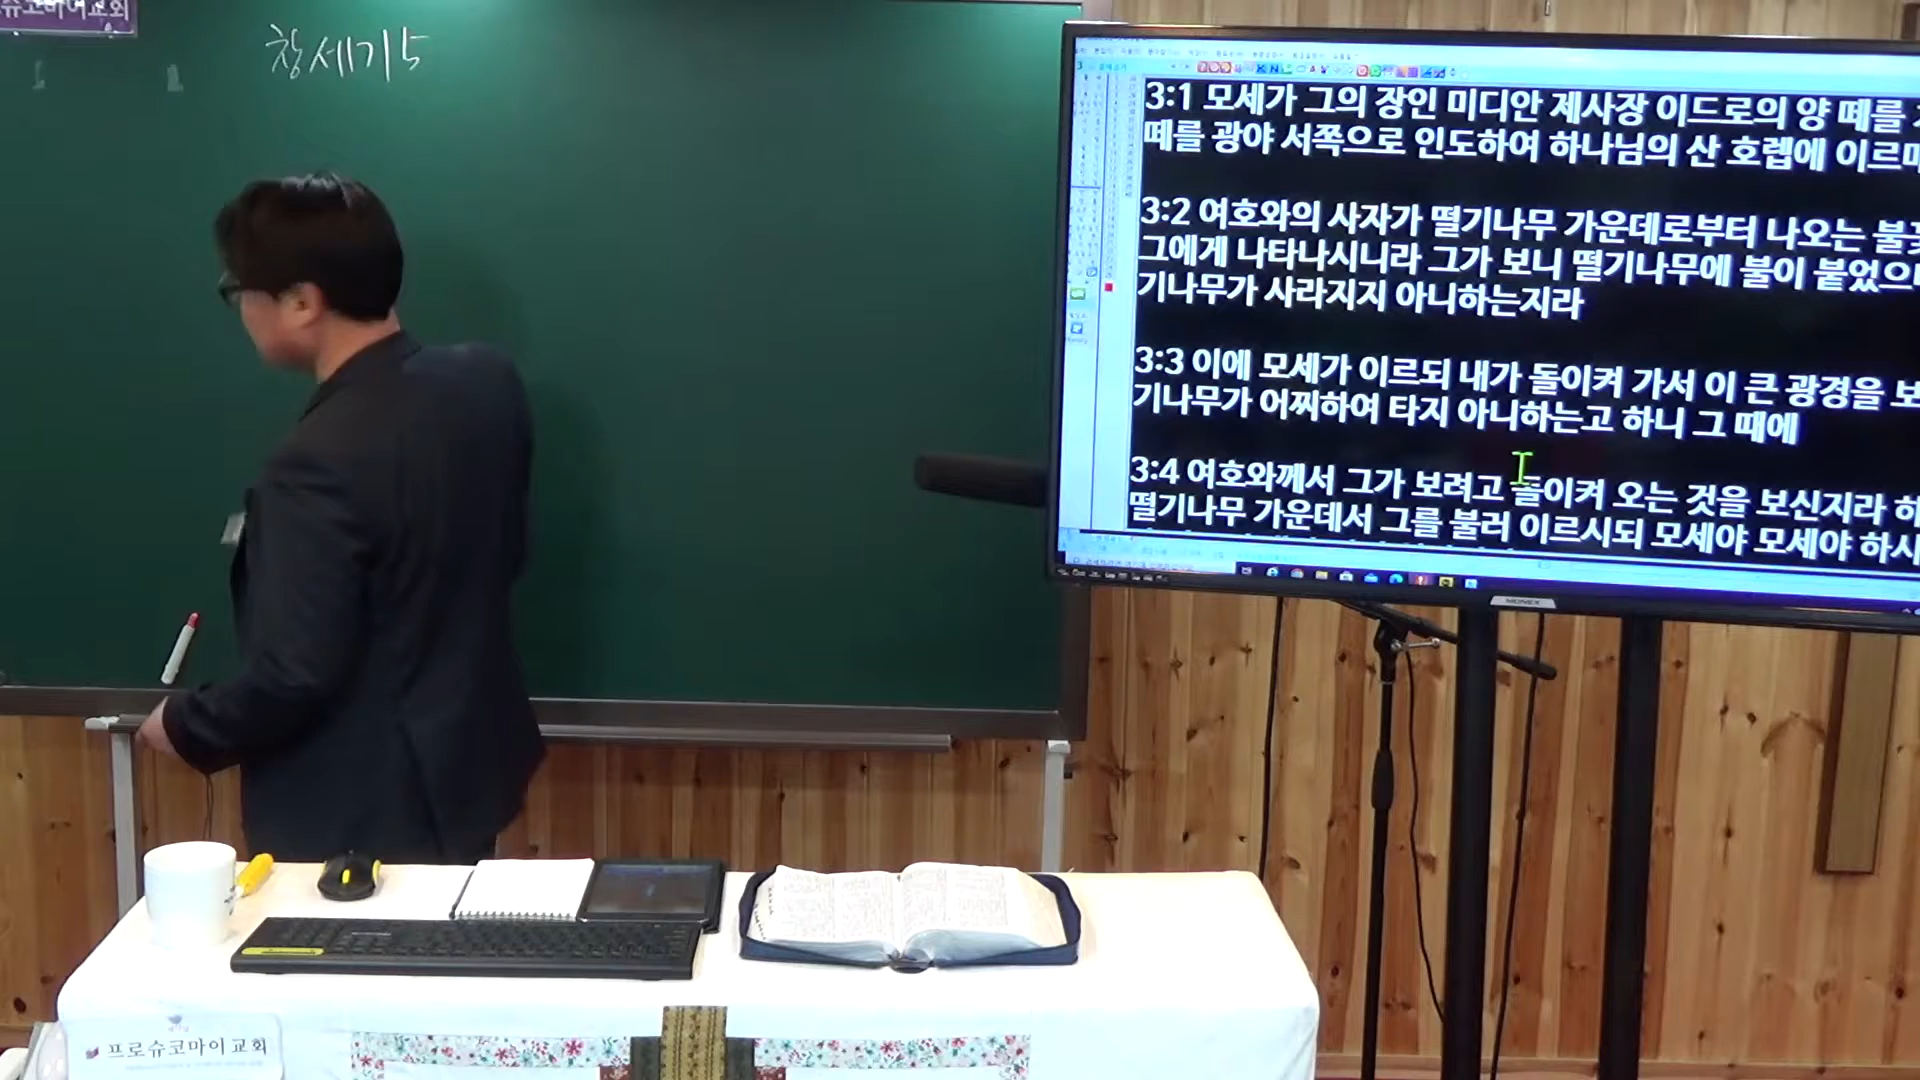 슈코마이교회
창세기 5
3:1 모세가 그의 장인 미디안 제사장 이드로의 양 떼를
떼를 광야 서쪽으로 인도하여 하나님의 산 호렙에 이르
3:2 여호와의 사자가 떨기나무 가운데로부터 나오는 불꽃
그에게 나타나시니라 그가 보니 떨기나무에 불이 붙었으
기나무가 사라지지 아니하는지라
3:3 이에 모세가 이르되 내가 돌이켜 가서 이 큰 광경을 보
기나무가 어찌하여 타지 아니하는고 하니 그 때에
3:4 여호와께서 그가 보려고 돌이켜 오는 것을 보신지라 하
떨기나무 가운데서 그를 불러 이르시되 모세야 모세야 하시
프로슈코마이교회